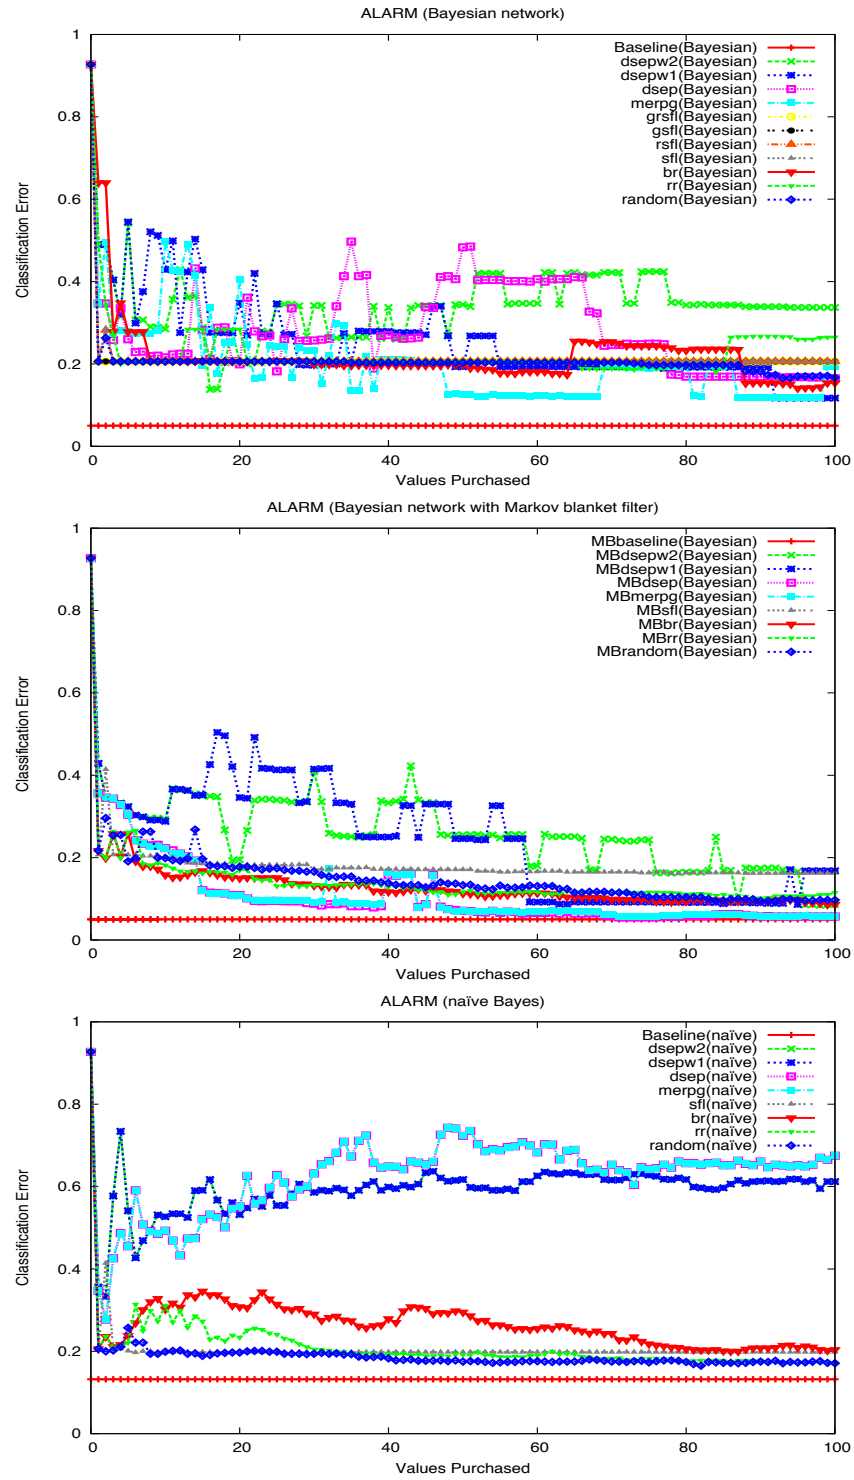 ALARM (Bayesian network)
1
0.8
0.6
0.4
0.2
0
Classification Error
Baseline(Bayesian)
dsepw2(Bayesian)
dsepw1(Bayesian)
dsep(Bayesian)
merpg(Bayesian)
grsfl(Bayesian)
gsfl(Bayesian)
rsfl(Bayesian)
sfl(Bayesian)
br(Bayesian)
rr(Bayesian)
random(Bayesian)
0 20 40 60 80 100
Values Purchased
ALARM (Bayesian network with Markov blanket filter)
1
0.8
0.6
0.4
0.2
0
Classification Error
MBbaseline(Bayesian)
MBdsepw2(Bayesian)
MBdsepw1(Bayesian)
MBdsep(Bayesian)
MBmerpg(Bayesian)
MBsfl(Bayesian)
MBbr(Bayesian)
MBrr(Bayesian)
MBrandom(Bayesian)
0 20 40 60 80 100
Values Purchased
ALARM (naïve Bayes)
1
0.8
0.6
0.4
0.2
0
Classification Error
Baseline(naïve)
dsepw2(naïve)
dsepw1(naïve)
dsep(naïve)
merpg(naïve)
sfl(naïve)
br(naïve)
rr(naïve)
random(naïve)
0 20 40 60 80 100
Values Purchased